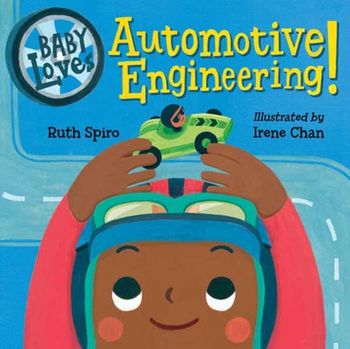 BABY
Loves
Automotive
Engineering!
Ruth Spiro
Illustrated by
Irene Chan